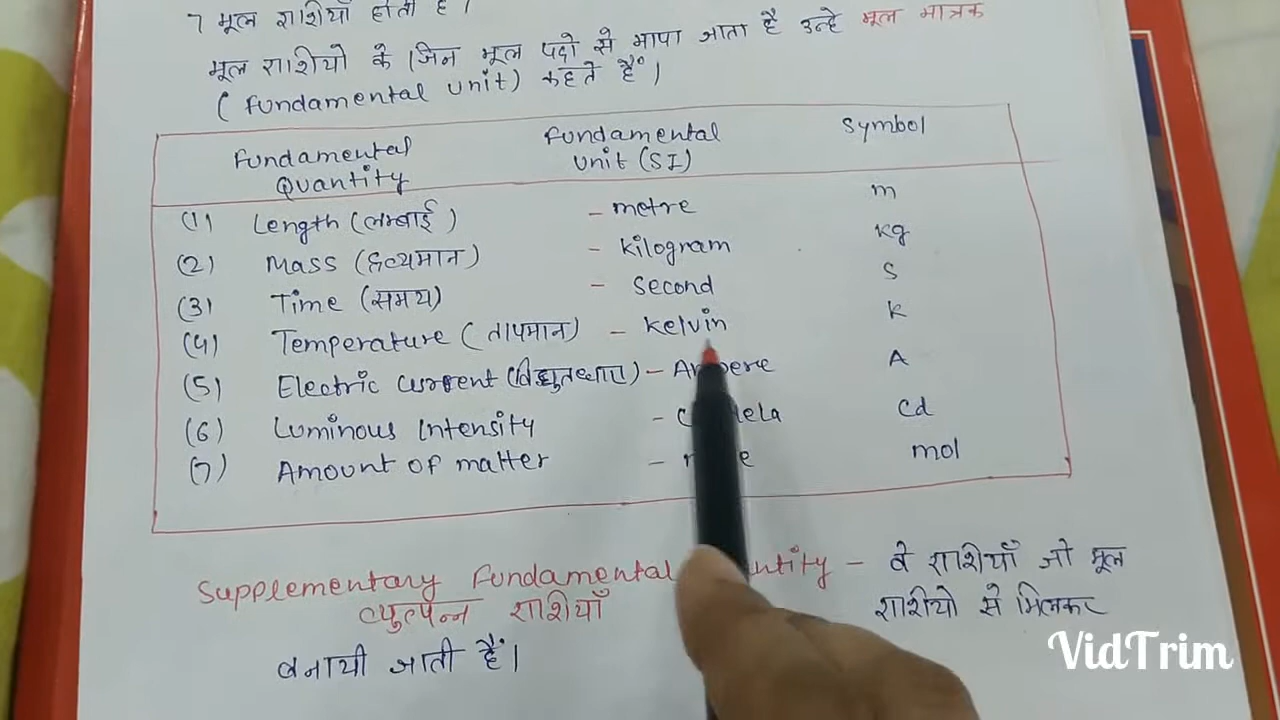 7 मूल राशियाँ होती हैं।
मूल राशीयो के जिन मूल पदो से मापा जाता है उन्हे मूल मात्रक
(fundamental unit) कहते हैं।
Fundamental Quantity
Fundamental Unit (SI)
Symbol
(1) Length (लम्बाई) - metre m
(2) Mass (द्रव्यमान) - kilogram kg
(3) Time (समय) - Second s
(4) Temperature (तापमान) - kelvin k
(5) Electric current (विद्युतधारा) - A
(6) Luminous Intensity - Cd
(7) Amount of matter - mol
Supplementary fundamental - वे राशियाँ जो मूल
व्युत्पन्न राशियाँ राशीयो से मिलकर
बनायी जाती हैं।
VidTrim